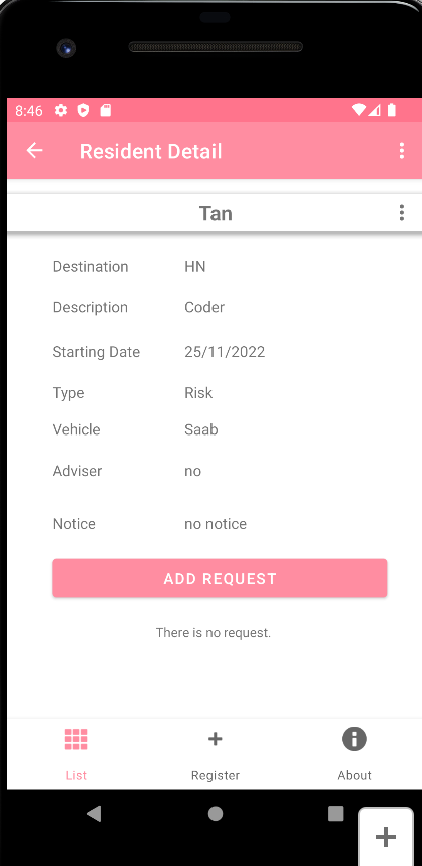 8:46
Resident Detail
Tan
Destination HN
Description Coder
Starting Date 25/11/2022
Type Risk
Vehicle Saab
Adviser no
Notice no notice
ADD REQUEST
There is no request.
List Register About